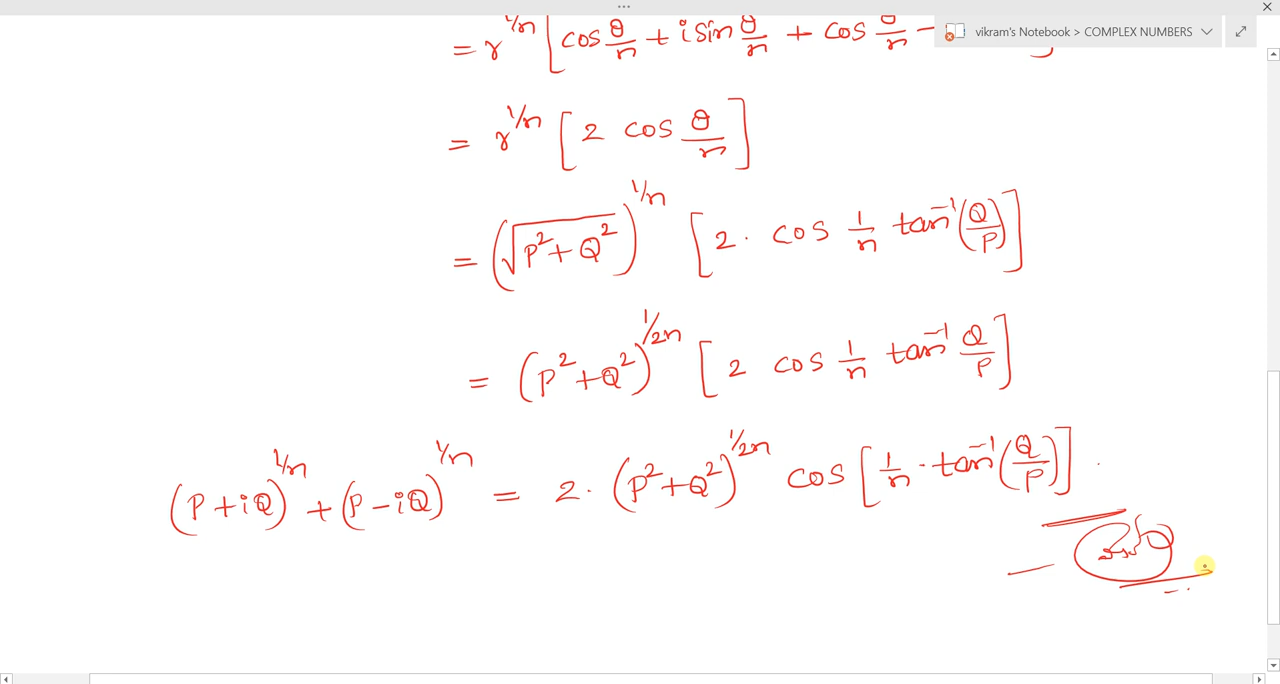 vikram's Notebook > COMPLEX NUMBERS
= r^{1/n} [cos θ/n + i sin θ/n + cos θ/n −
= r^{1/n} [2 cos θ/n]
= (√(P² + Q²))^{1/n} [2 · cos 1/n tan⁻¹(Q/P)]
= (P² + Q²)^{1/2n} [2 cos 1/n tan⁻¹ Q/P]
(P + iQ)^{1/n} + (P − iQ)^{1/n} = 2 · (P² + Q²)^{1/2n} cos [1/n · tan⁻¹(Q/P)]